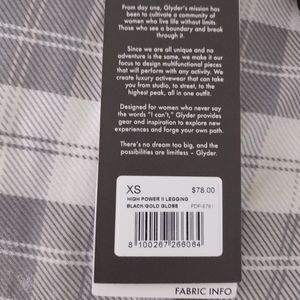 From day one, Glyder's mission has
been to cultivate a community of
women who live life without limits.
Those who see a boundary and break
through it.
Since we are all unique and no
adventure is the same, we make it our
focus to design multifunctional pieces
that will perform with any activity. We
create luxury activewear that can take
you from studio, to street, to the
highest peak, all in one outfit.
Designed for women who never say
the words "I can't," Glyder provides
gear and inspiration to explore new
experiences and forge your own path.
There's no dream too big, and the
possibilities are limitless – Glyder.
XS $78.00
HIGH POWER II LEGGING
BLACK/GOLD GLOSS
8 100267 266064
FABRIC INFO